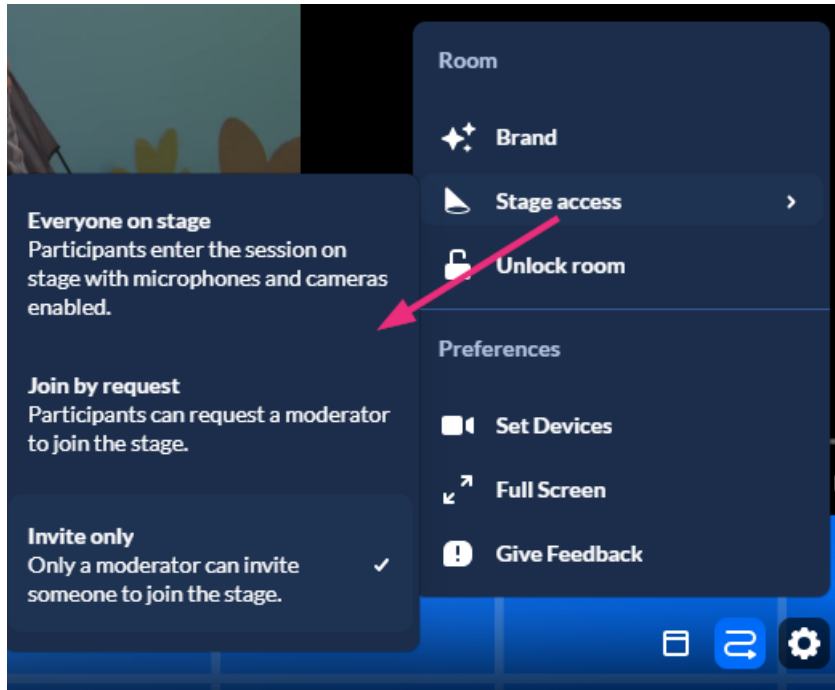 Room
Brand
Stage access
Unlock room
Preferences
Set Devices
Full Screen
Give Feedback
Everyone on stage
Participants enter the session on
stage with microphones and cameras
enabled.
Join by request
Participants can request a moderator
to join the stage.
Invite only
Only a moderator can invite
someone to join the stage.